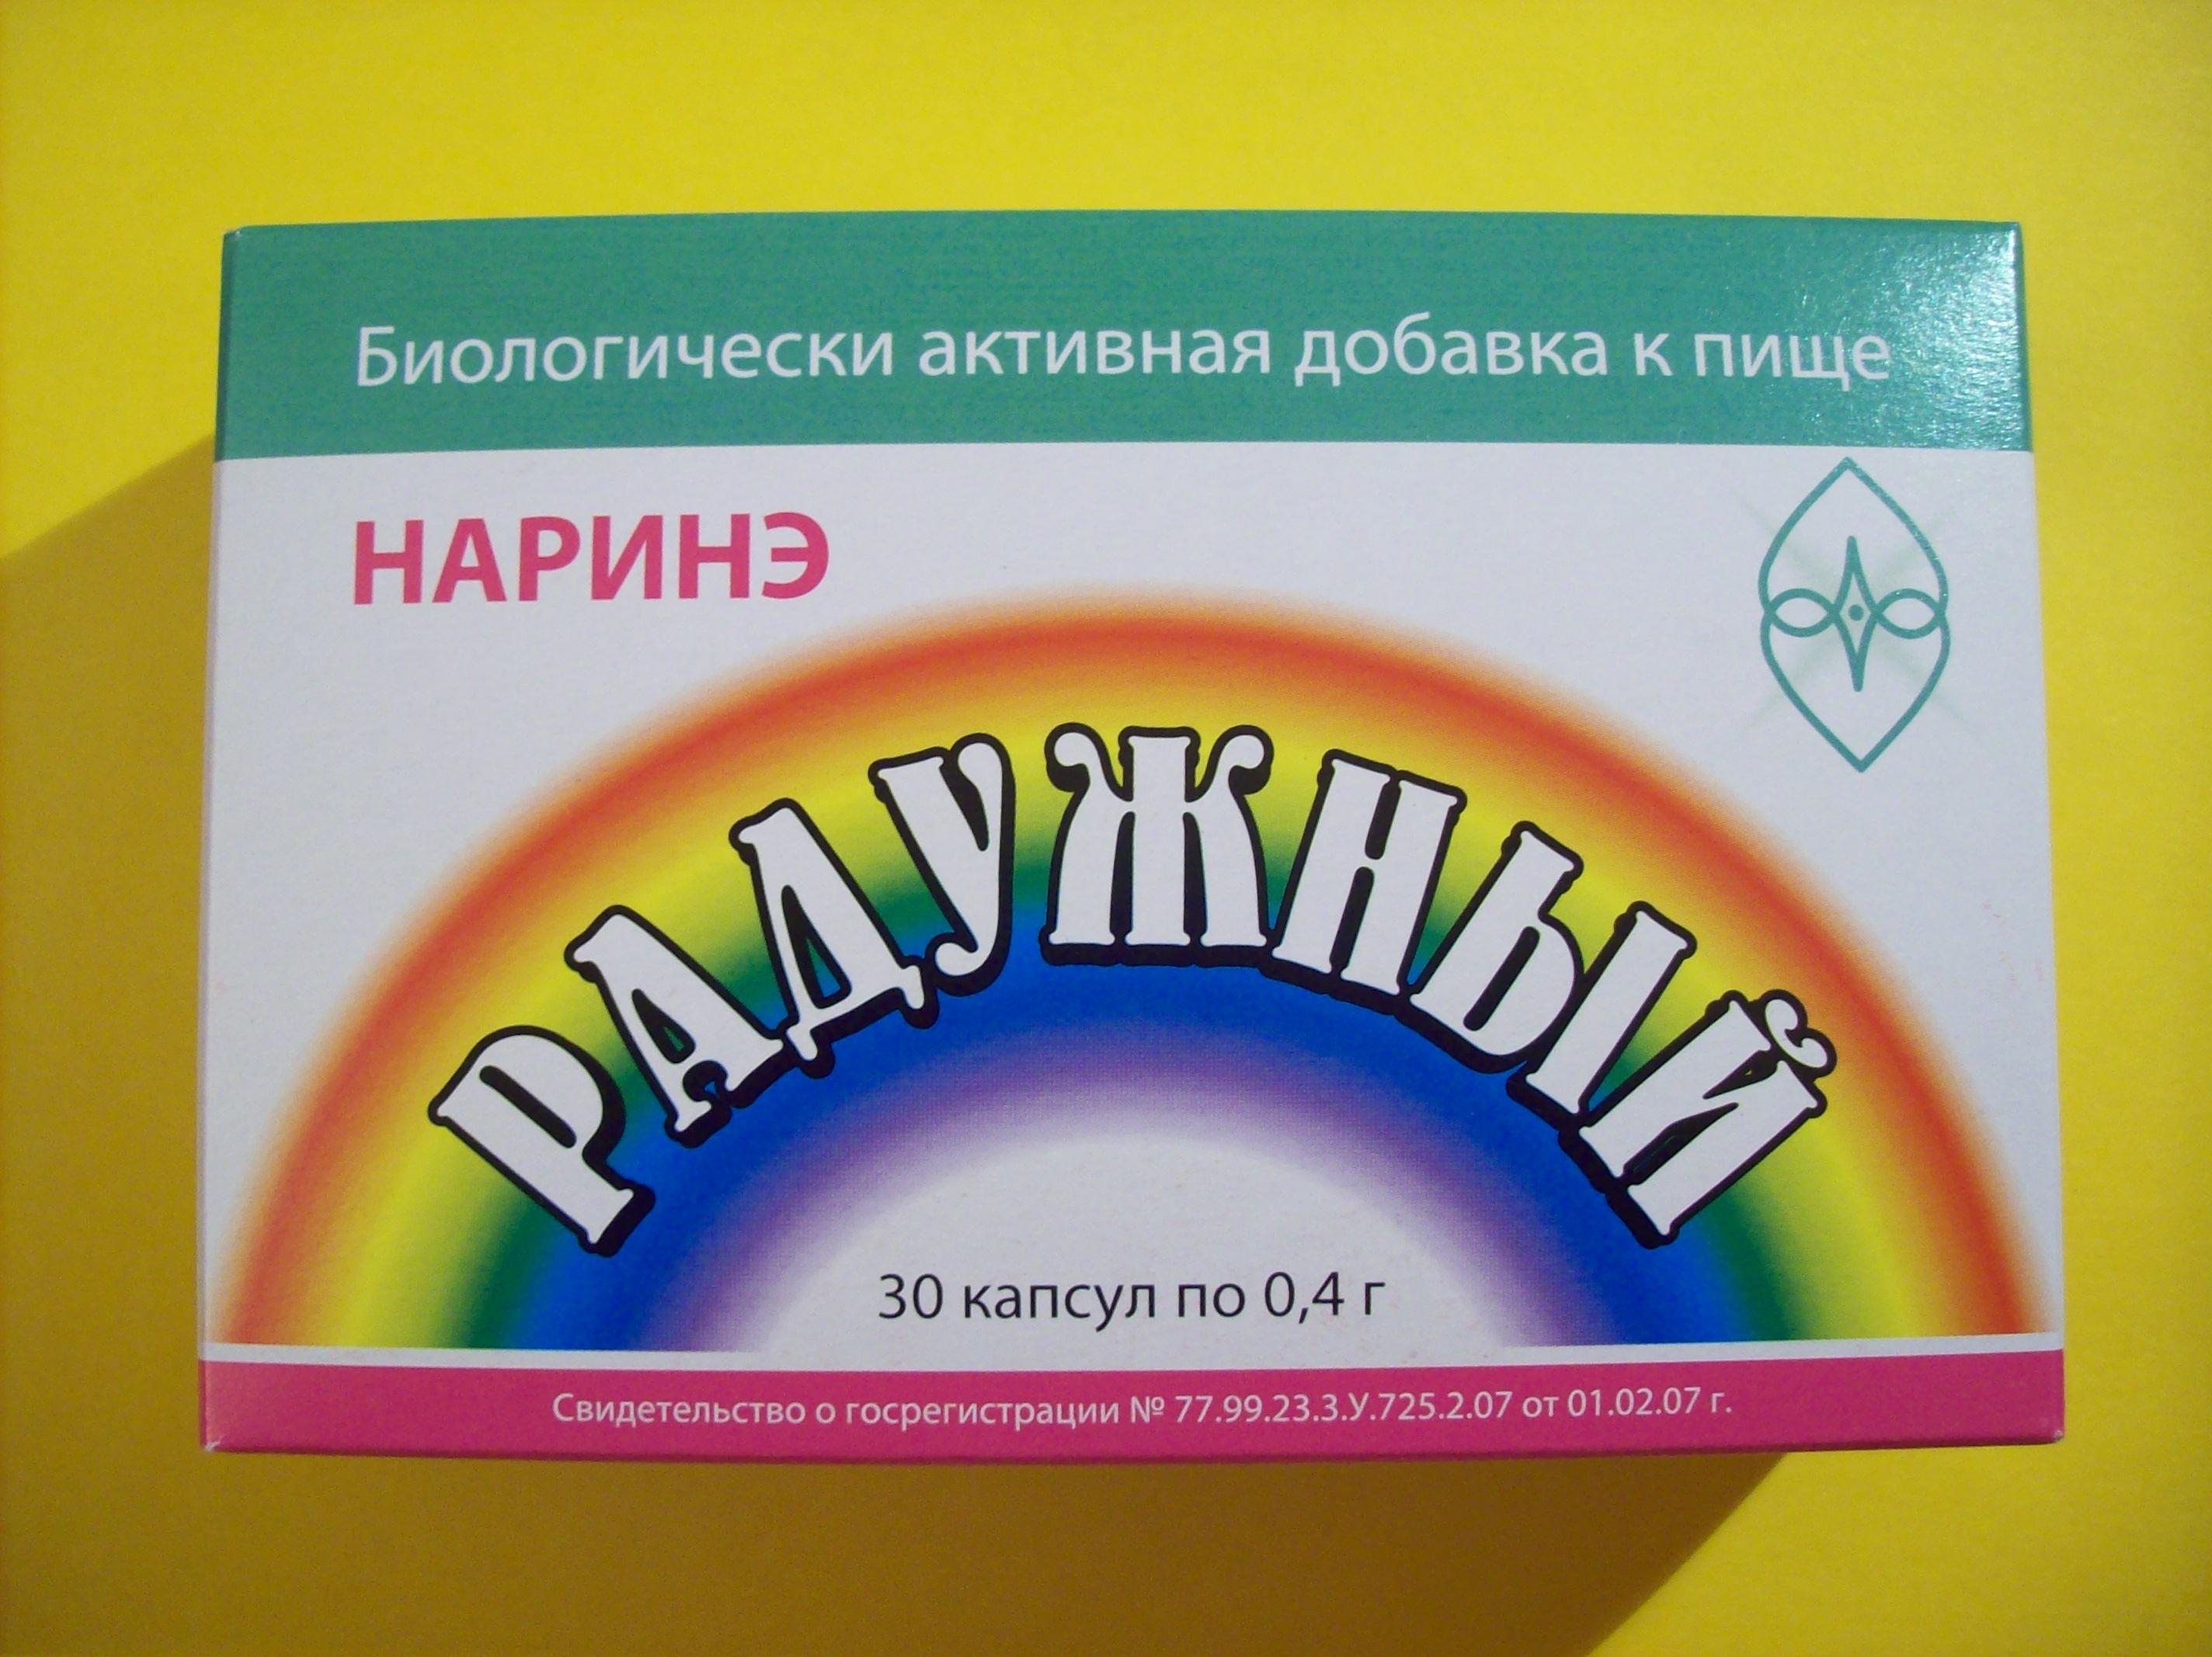 Биологически активная добавка к пище
НАРИНЭ
РАДУЖНЫЙ
30 капсул по 0,4 г
Свидетельство о госрегистрации № 77.99.23.3.У.725.2.07 от 01.02.07 г.